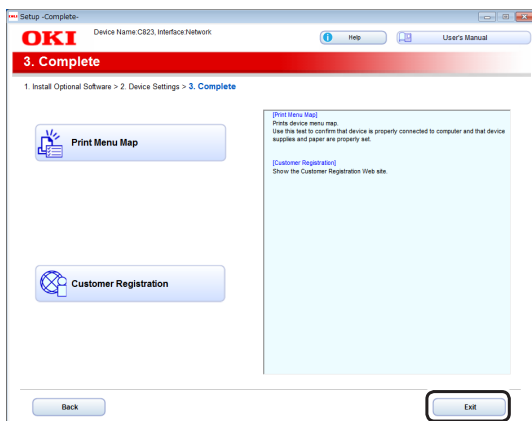 Setup -Complete-
OKI
Device Name:C823, Interface:Network
Help
User's Manual
3. Complete
1. Install Optional Software > 2. Device Settings > 3. Complete
Print Menu Map
[Print Menu Map]
Prints device menu map.
Use this test to confirm that device is properly connected to computer and that device
supplies and paper are properly set.
[Customer Registration]
Show the Customer Registration Web site.
Customer Registration
Back
Exit